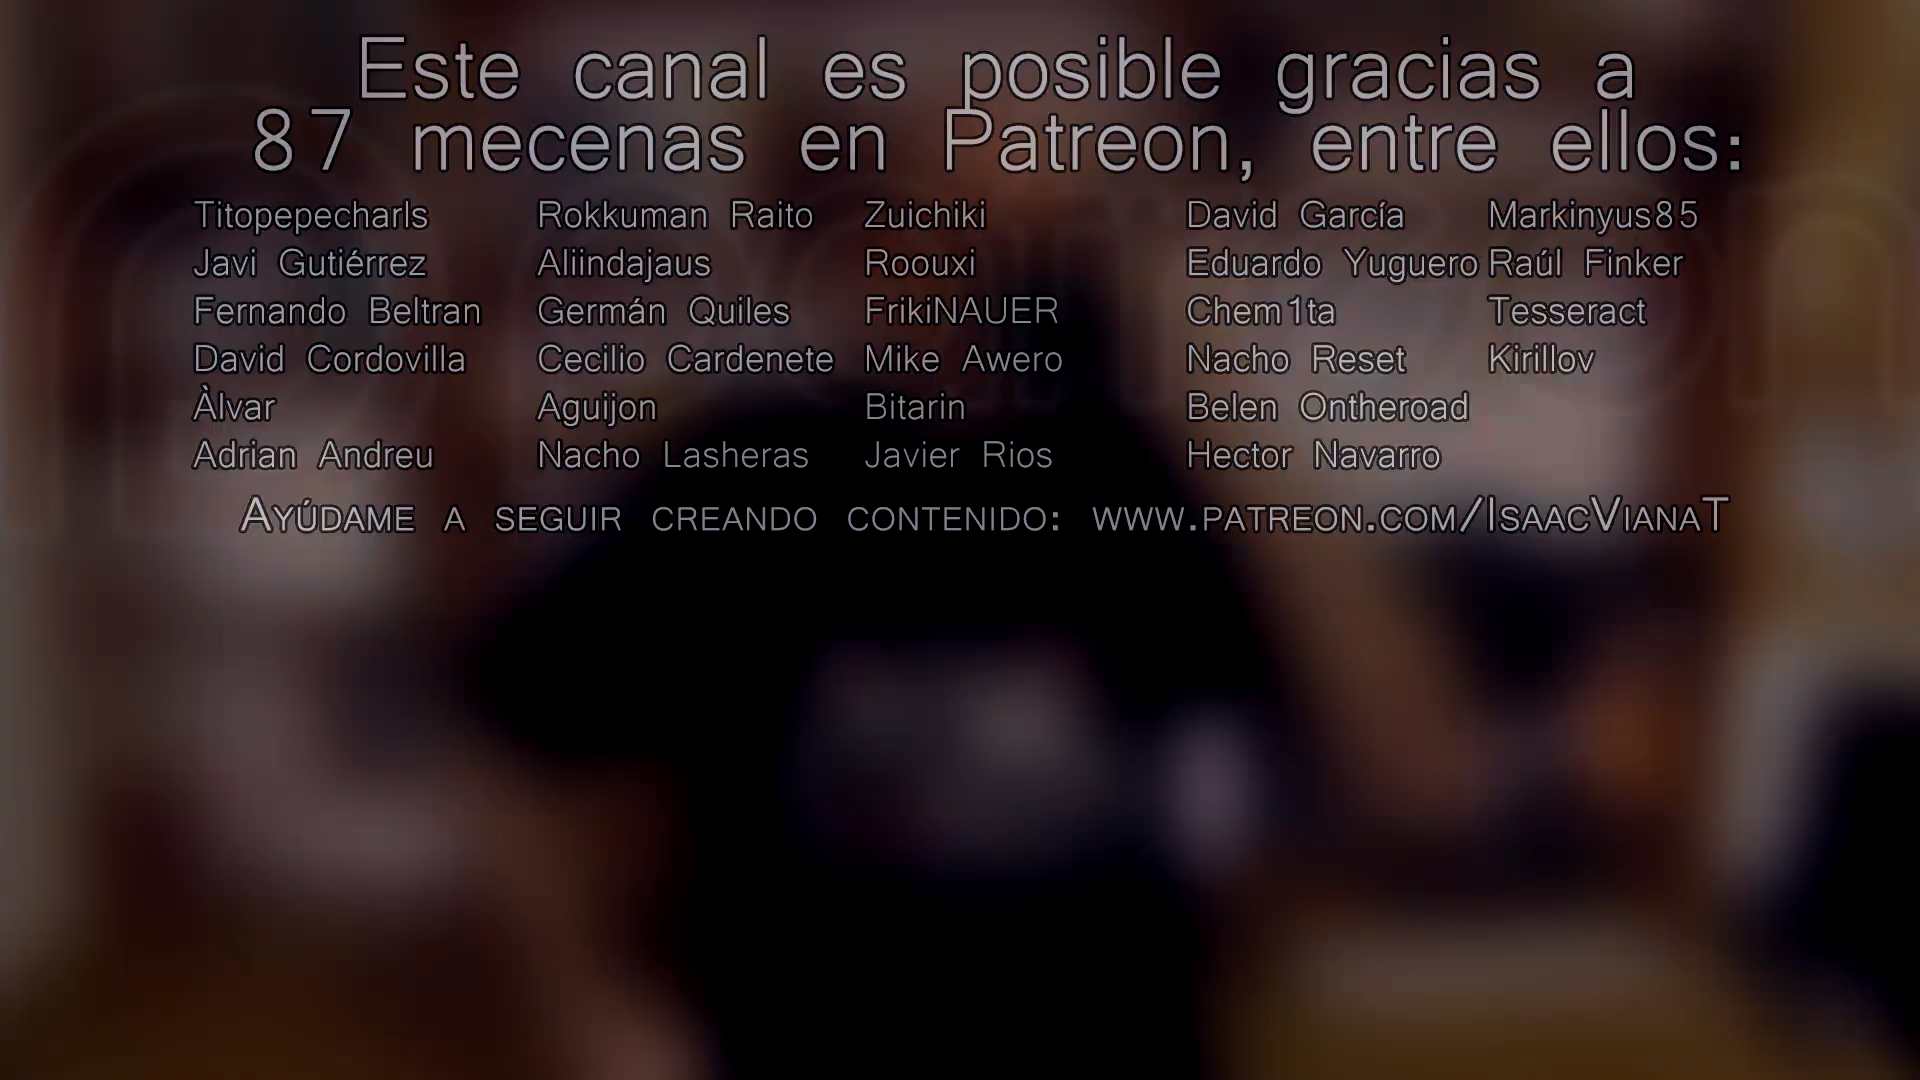 Este canal es posible gracias a
87 mecenas en Patreon, entre ellos:
Titopepecharls Rokkuman Raito Zuichiki David García Markinyus85
Javi Gutiérrez Aliindajaus Roouxi Eduardo Yuguero Raúl Finker
Fernando Beltran Germán Quiles FrikiNAUER Chem1ta Tesseract
David Cordovilla Cecilio Cardenete Mike Awero Nacho Reset Kirillov
Àlvar Aguijon Bitarin Belen Ontheroad
Adrian Andreu Nacho Lasheras Javier Rios Hector Navarro
AYÚDAME A SEGUIR CREANDO CONTENIDO: WWW.PATREON.COM/ISAACVIANAT